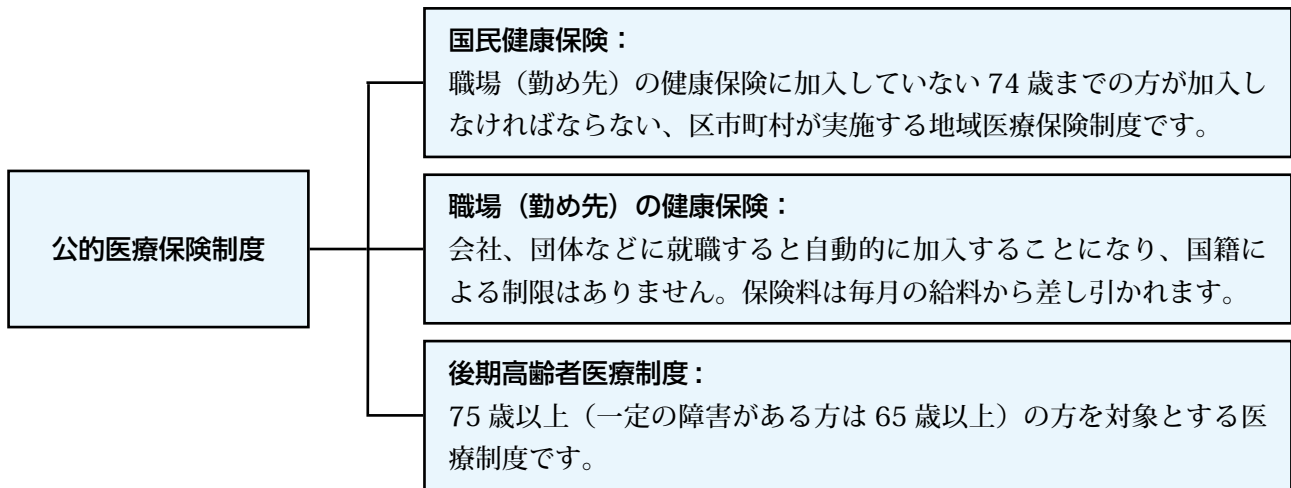 国民健康保険：
職場（勤め先）の健康保険に加入していない 74 歳までの方が加入し
なければならない、区市町村が実施する地域医療保険制度です。
公的医療保険制度
職場（勤め先）の健康保険：
会社、団体などに就職すると自動的に加入することになり、国籍に
よる制限はありません。保険料は毎月の給料から差し引かれます。
後期高齢者医療制度 :
75 歳以上（一定の障害がある方は 65 歳以上）の方を対象とする医
療制度です。